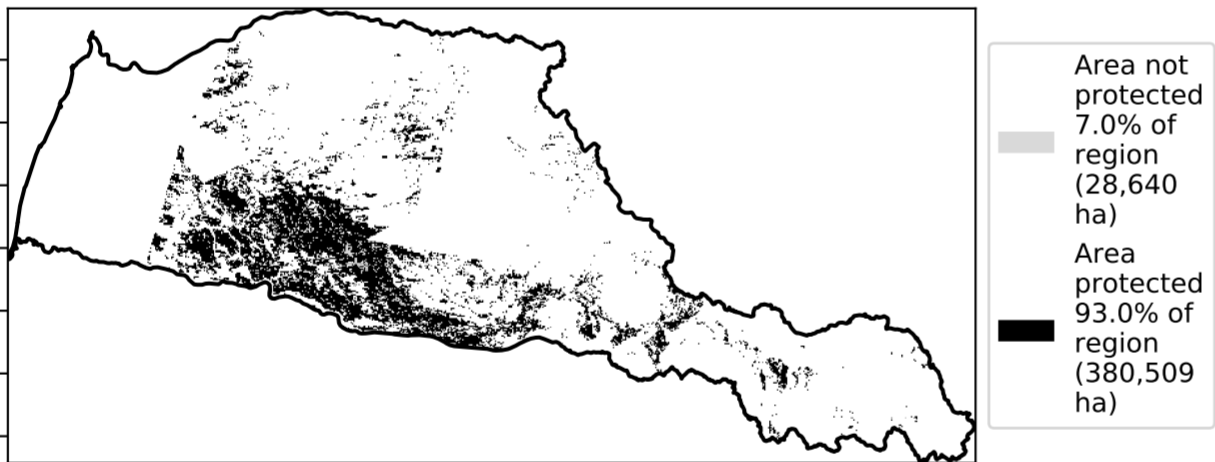 Area not
protected
7.0% of
region
(28,640
ha)
Area
protected
93.0% of
region
(380,509
ha)